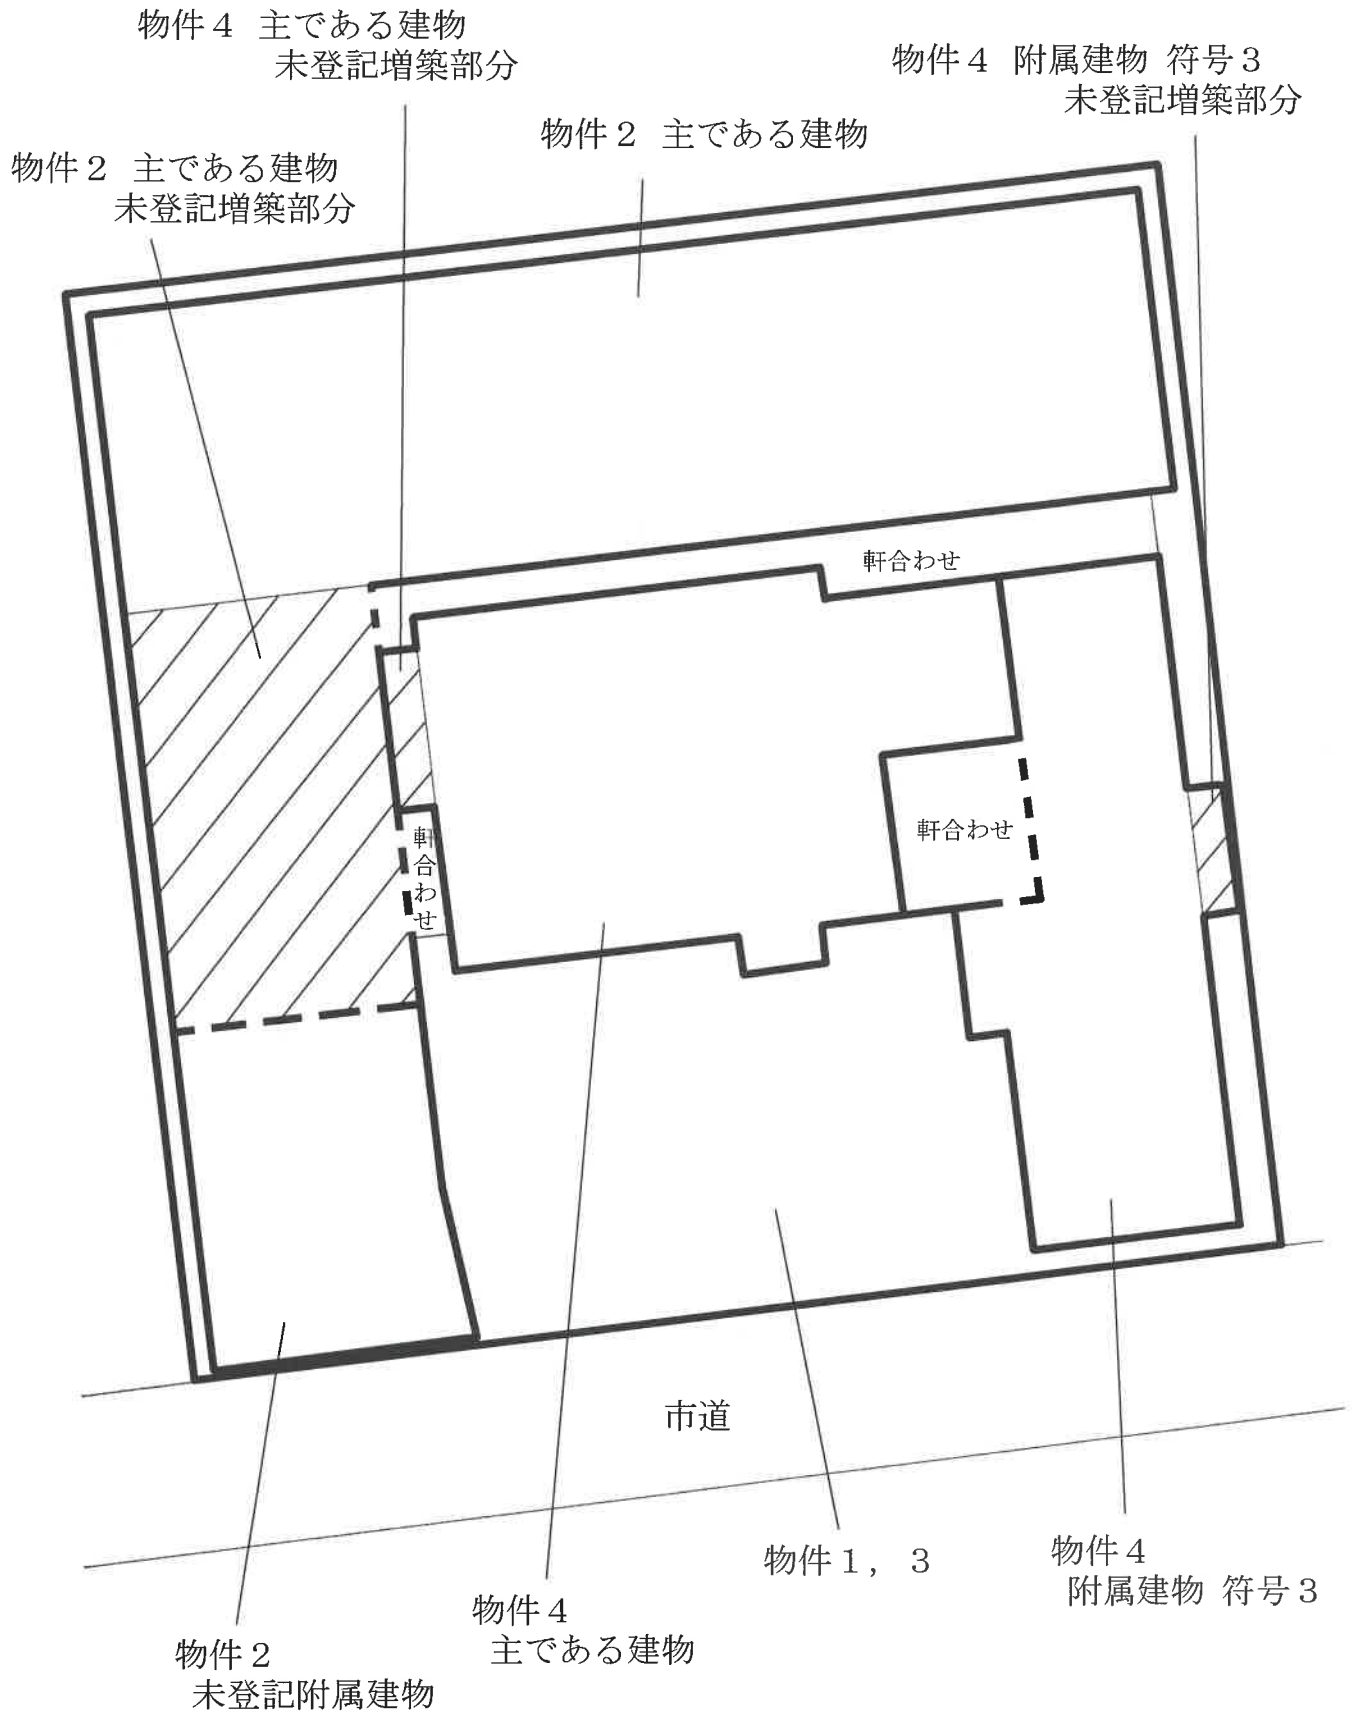 物件４ 主である建物
未登記増築部分
物件４ 附属建物 符号３
未登記増築部分
物件２ 主である建物
物件２ 主である建物
未登記増築部分
軒合わせ
軒合わせ
軒合わせ
市道
物件１，３
物件４
附属建物 符号３
物件４
主である建物
物件２
未登記附属建物